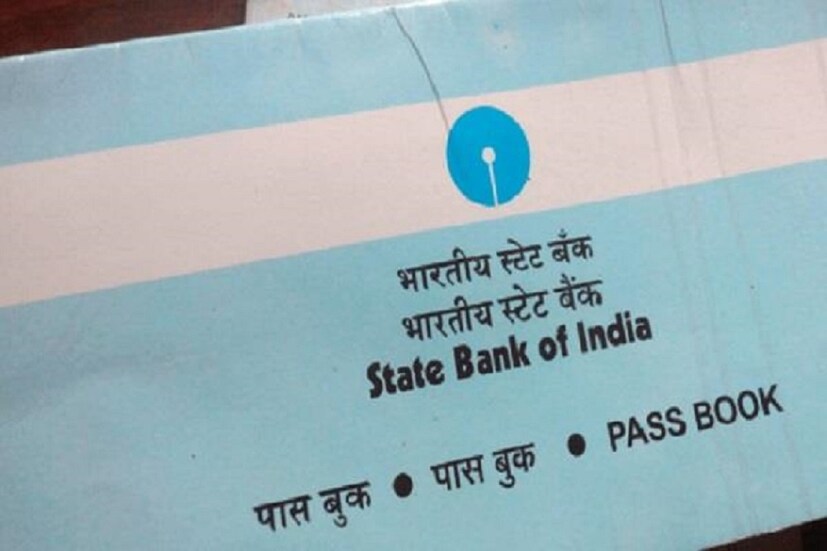 भारतीय स्टेट बँक
भारतीय स्टेट बैंक
State Bank of India
पास बुक ● पास बुक ● PASS BOOK